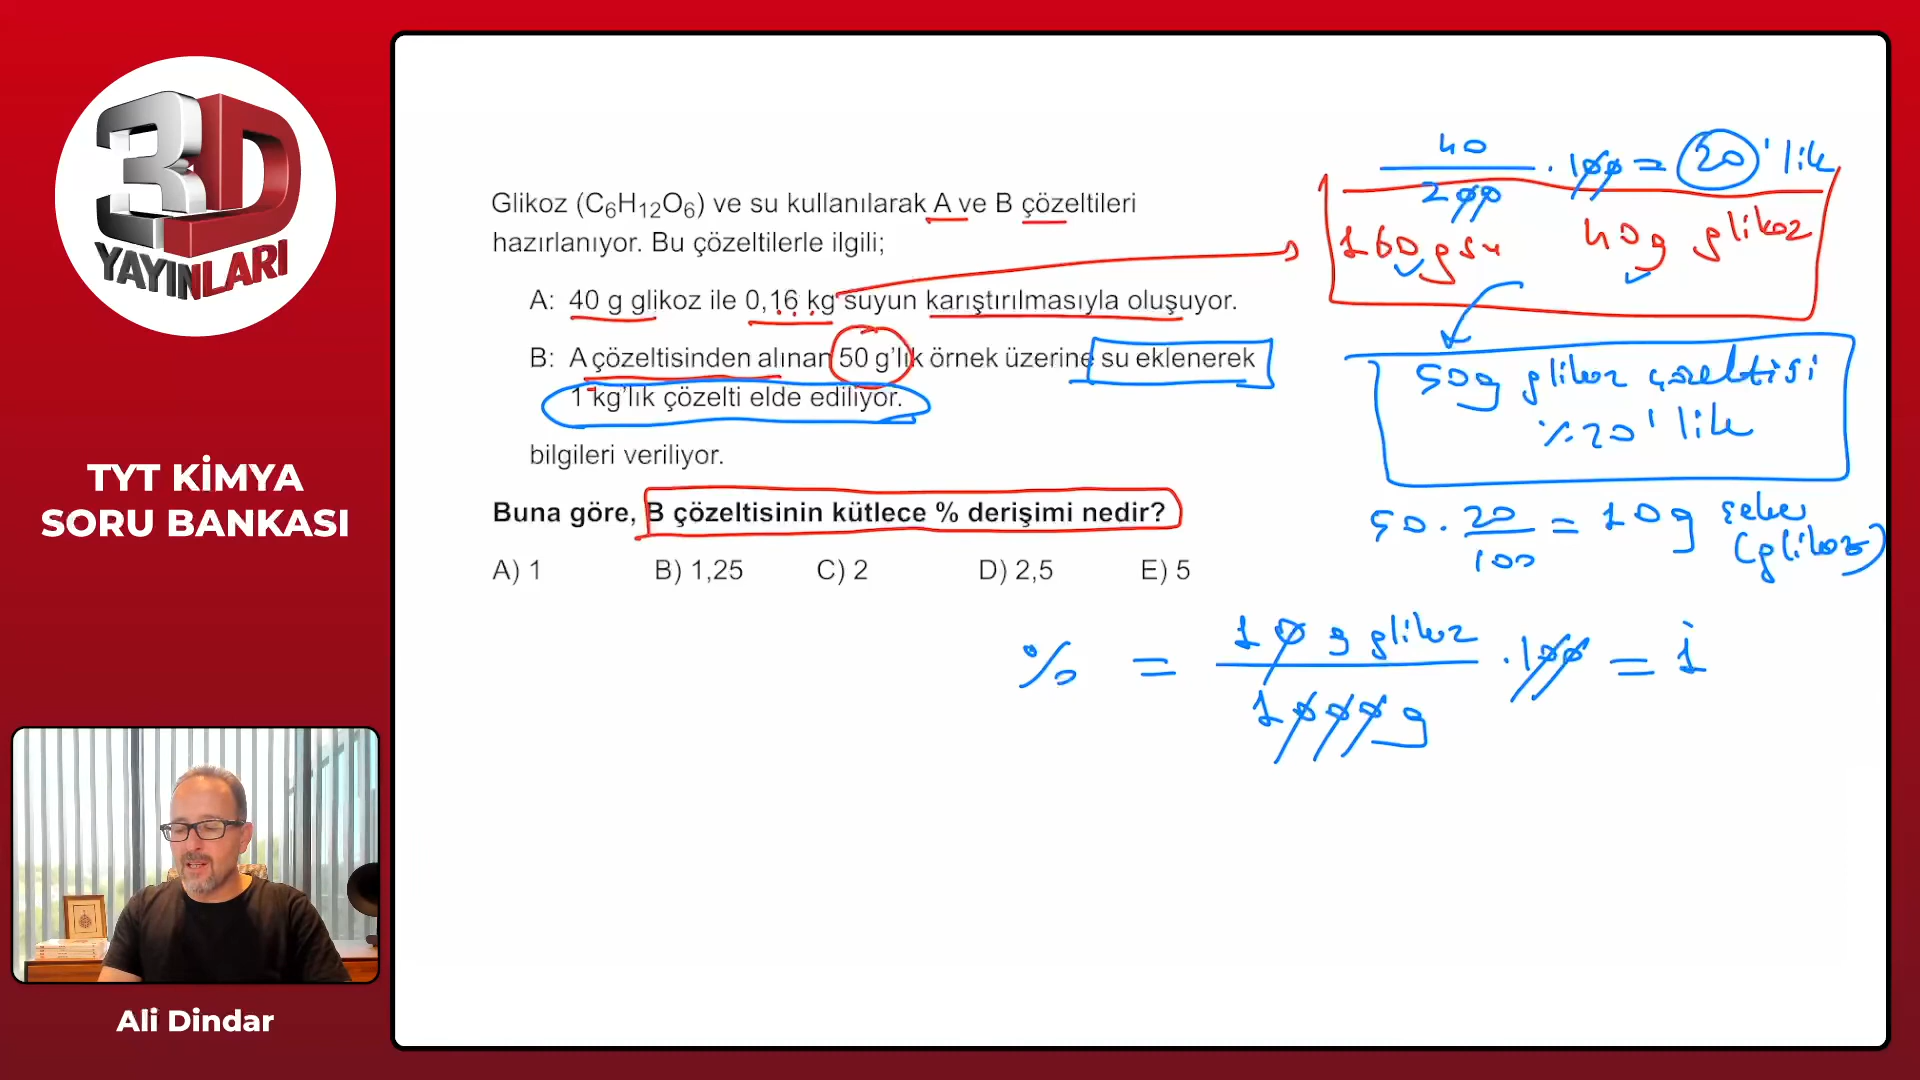 3D
YAYINLARI
TYT KİMYA
SORU BANKASI
Ali Dindar
Glikoz (C₆H₁₂O₆) ve su kullanılarak A ve B çözeltileri
hazırlanıyor. Bu çözeltilerle ilgili;
A: 40 g glikoz ile 0,16 kg suyun karıştırılmasıyla oluşuyor.
B: A çözeltisinden alınan 50 g'lık örnek üzerine su eklenerek
1 kg'lık çözelti elde ediliyor.
bilgileri veriliyor.
Buna göre, B çözeltisinin kütlece % derişimi nedir?
A) 1 B) 1,25 C) 2 D) 2,5 E) 5
40/200 . 100 = 20'lik
160 g su 40 g glikoz
50g glikoz çözeltisi
%20'lik
50 . 20/100 = 10 g şeker
(glikoz)
% = 10 g glikoz/1000 g . 100 = 1